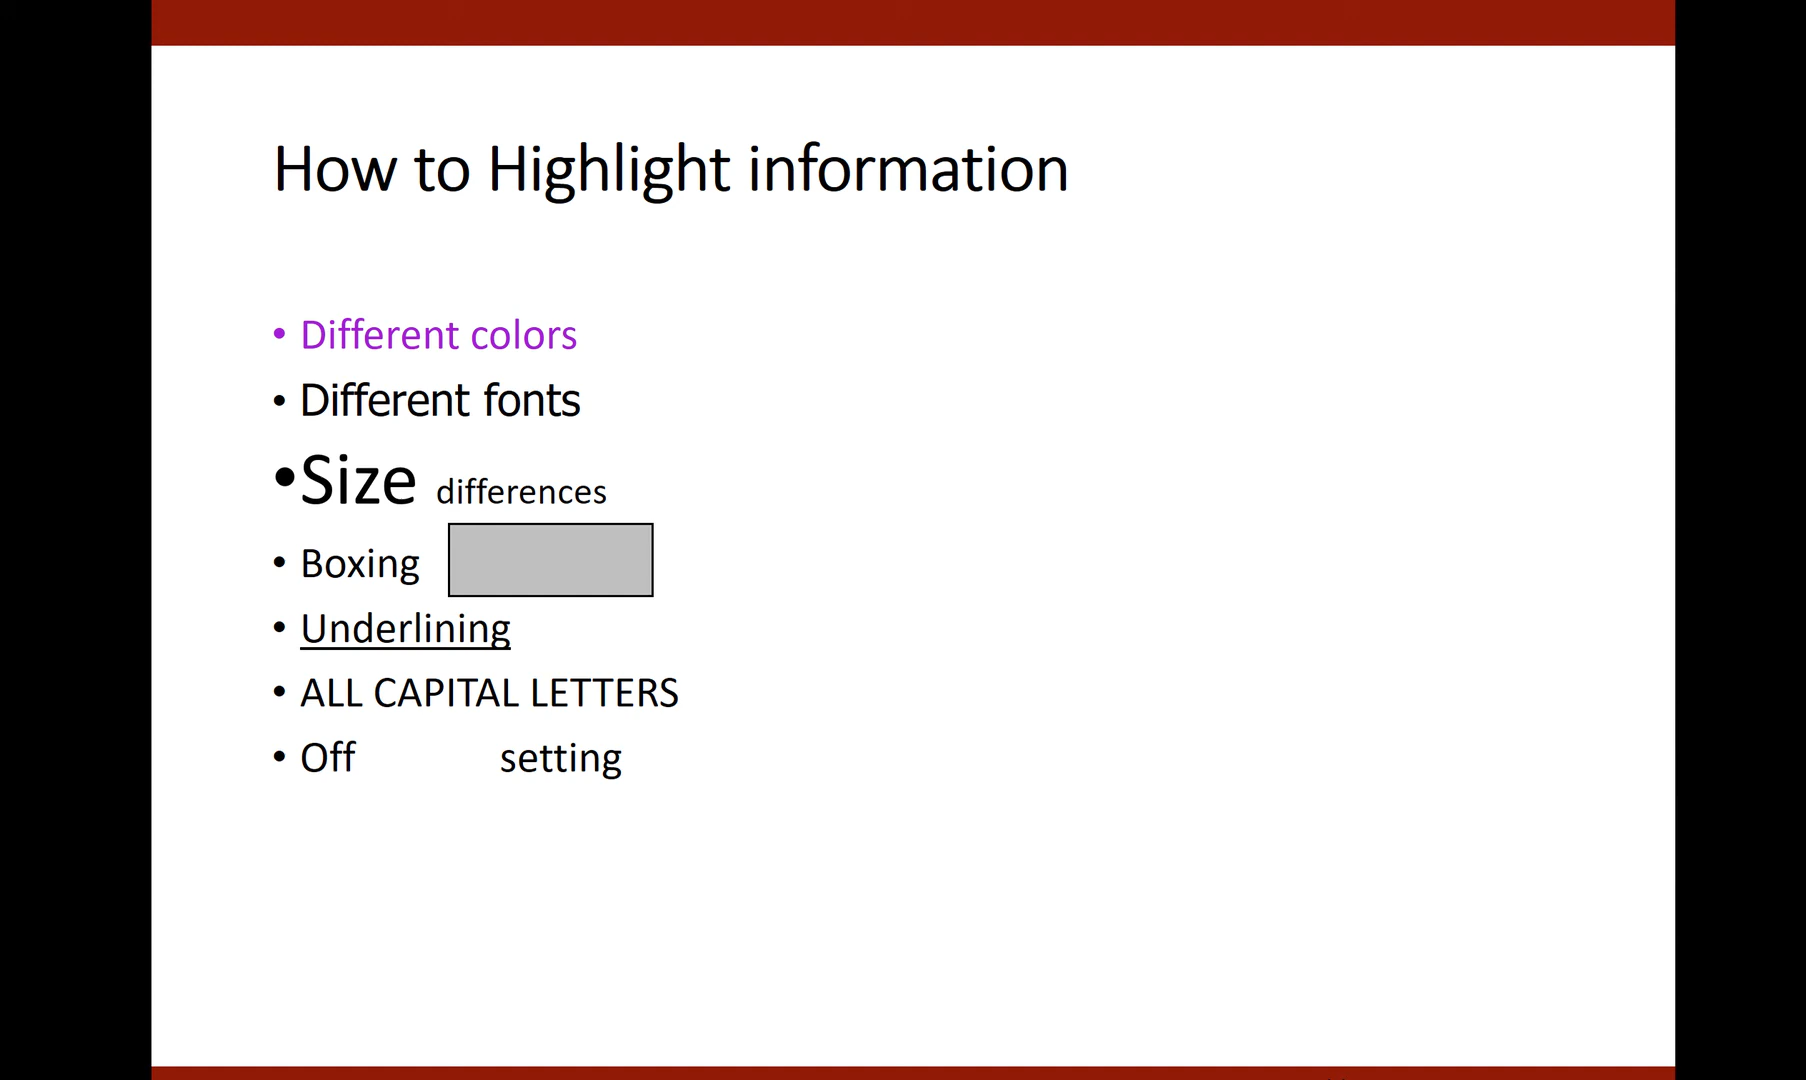 How to Highlight information
• Different colors
• Different fonts
• Size differences
• Boxing
• Underlining
• ALL CAPITAL LETTERS
• Off setting